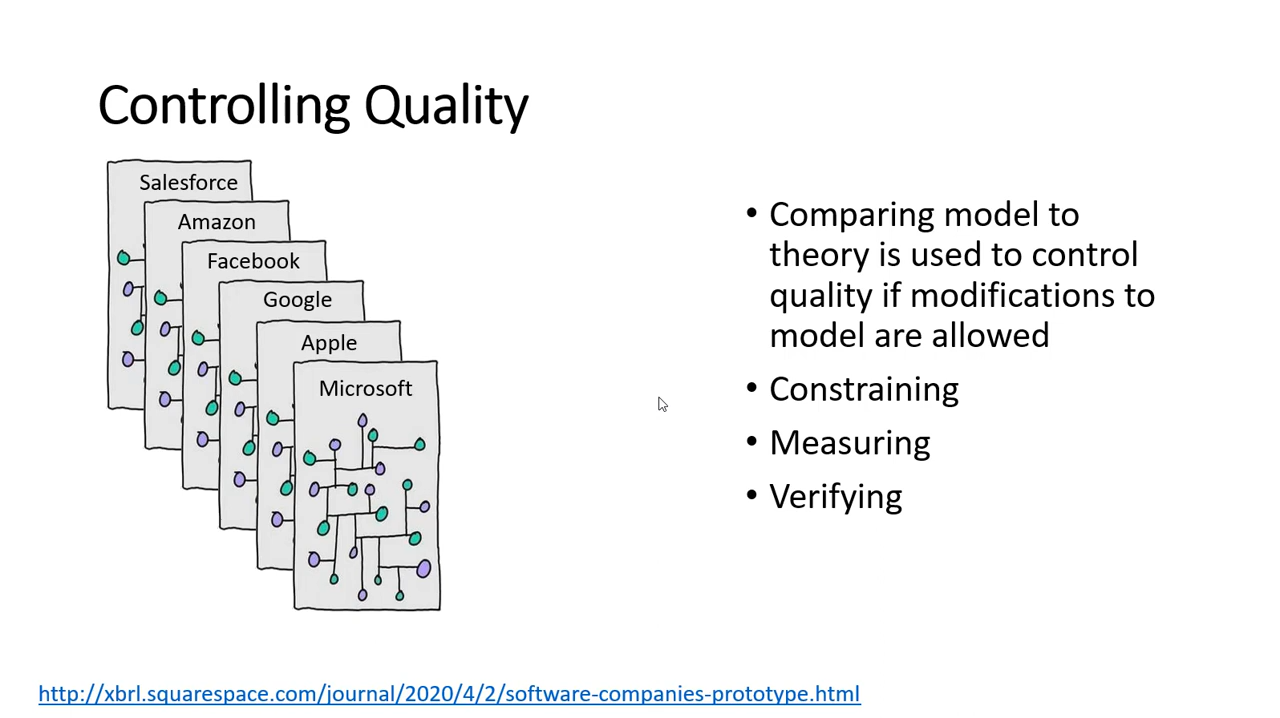 Controlling Quality
Salesforce
Amazon
Facebook
Google
Apple
Microsoft
• Comparing model to
theory is used to control
quality if modifications to
model are allowed
• Constraining
• Measuring
• Verifying
http://xbrl.squarespace.com/journal/2020/4/2/software-companies-prototype.html